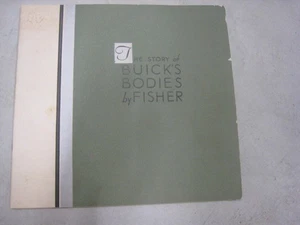 THE STORY of
BUICK'S
BODIES
by FISHER